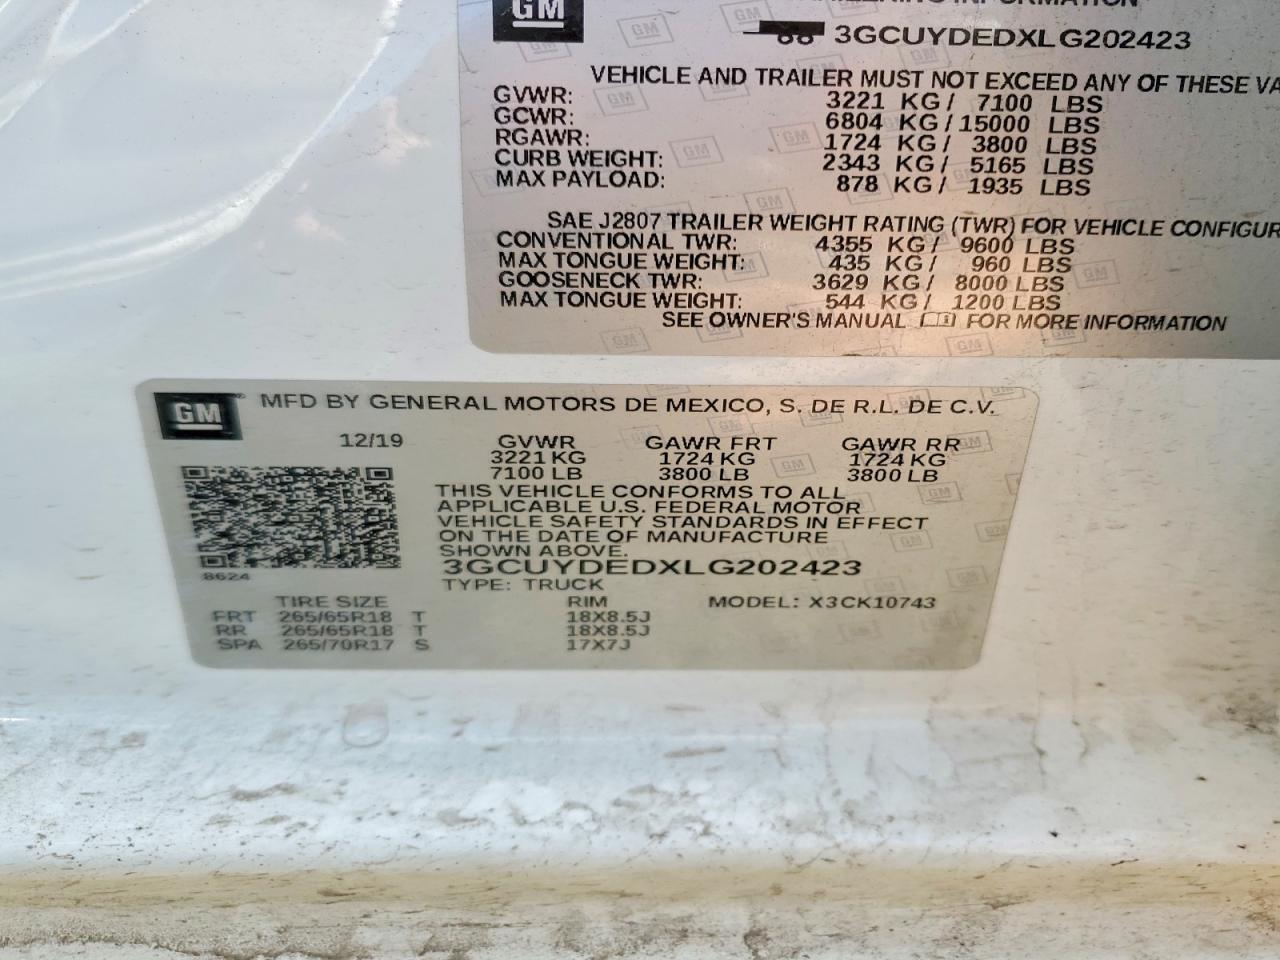 GM
3GCUYDEDXLG202423
VEHICLE AND TRAILER MUST NOT EXCEED ANY OF THESE VA
GVWR: 3221 KG/ 7100 LBS
GCWR: 6804 KG/15000 LBS
RGAWR: 1724 KG/ 3800 LBS
CURB WEIGHT: 2343 KG/ 5165 LBS
MAX PAYLOAD: 878 KG/ 1935 LBS
SAE J2807 TRAILER WEIGHT RATING (TWR) FOR VEHICLE CONFIGUR
CONVENTIONAL TWR: 4355 KG/ 9600 LBS
MAX TONGUE WEIGHT: 435 KG/ 960 LBS
GOOSENECK TWR: 3629 KG/ 8000 LBS
MAX TONGUE WEIGHT: 544 KG/ 1200 LBS
SEE OWNER'S MANUAL FOR MORE INFORMATION
GM MFD BY GENERAL MOTORS DE MEXICO, S. DE R.L. DE C.V.
12/19 GVWR GAWR FRT GAWR RR
3221 KG 1724 KG 1724 KG
7100 LB 3800 LB 3800 LB
THIS VEHICLE CONFORMS TO ALL
APPLICABLE U.S. FEDERAL MOTOR
VEHICLE SAFETY STANDARDS IN EFFECT
ON THE DATE OF MANUFACTURE
SHOWN ABOVE.
3GCUYDEDXLG202423
8624
TYPE: TRUCK
TIRE SIZE RIM MODEL: X3CK10743
FRT 265/65R18 T 18X8.5J
RR 265/65R18 T 18X8.5J
SPA 265/70R17 S 17X7J